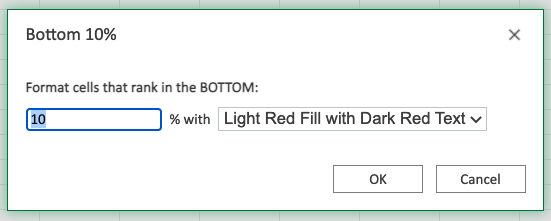 Bottom 10%
Format cells that rank in the BOTTOM:
10 % with Light Red Fill with Dark Red Text
OK Cancel